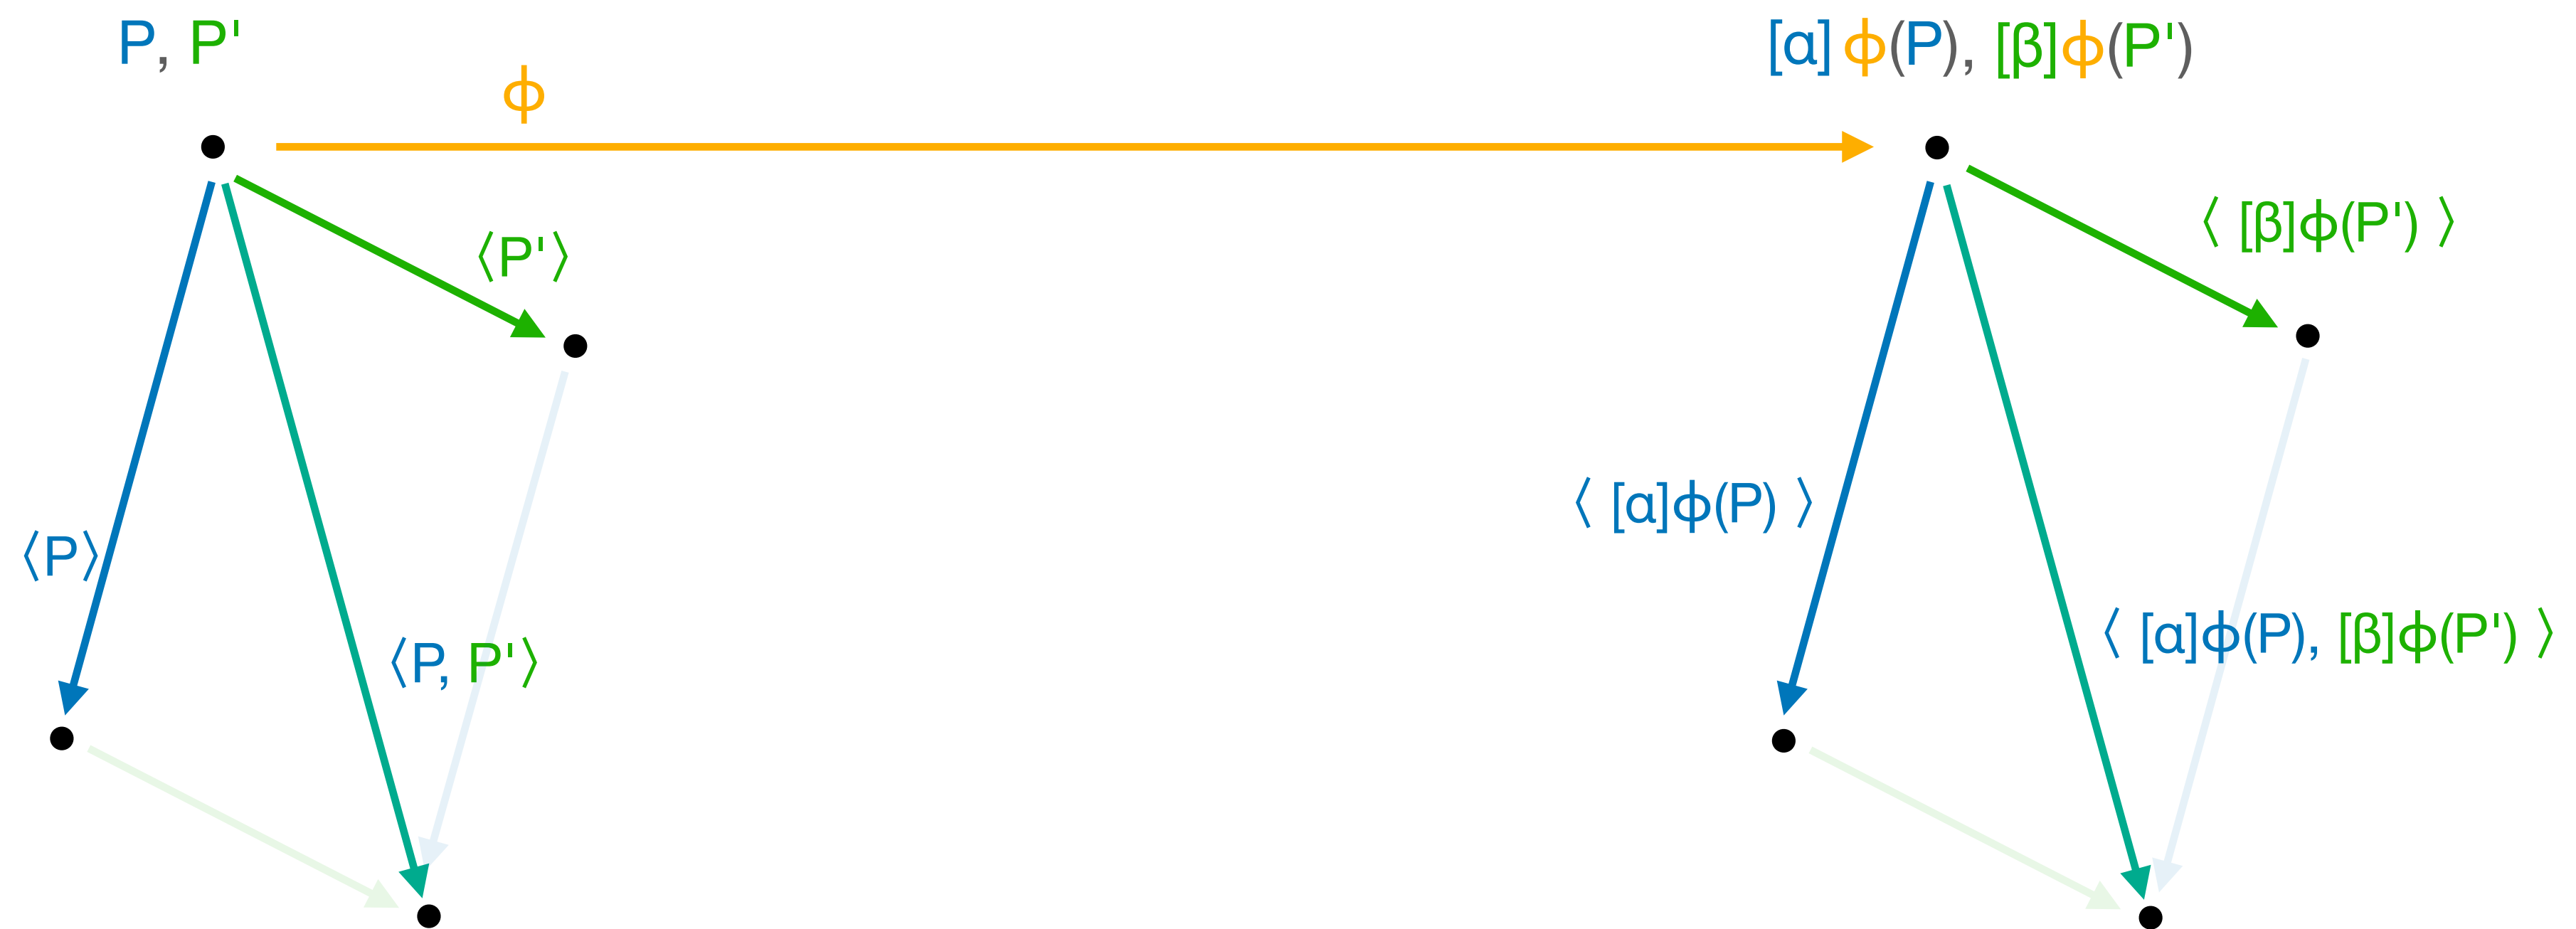 P, P'
ϕ
[α] ϕ(P), [β]ϕ(P')
⟨P'⟩
⟨ [β]ϕ(P') ⟩
⟨P⟩
⟨ [α]ϕ(P) ⟩
⟨P, P'⟩
⟨ [α]ϕ(P), [β]ϕ(P') ⟩